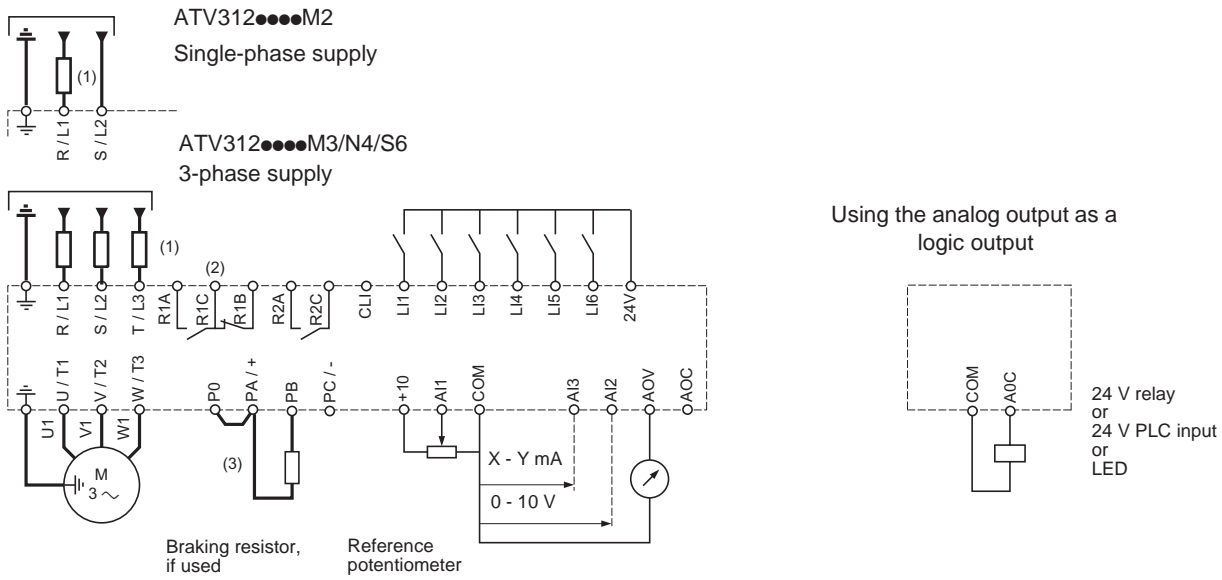 ATV312●●●●M2
Single-phase supply
(1)
R / L1
S / L2
ATV312●●●●M3/N4/S6
3-phase supply
(1)
(2)
R / L1
S / L2
T / L3
R1A
R1C
R1B
R2A
R2C
CLI
LI1
LI2
LI3
LI4
LI5
LI6
24V
U / T1
V / T2
W / T3
P0
PA / +
PB
PC / -
+10
AI1
COM
AI3
AI2
AOV
AOC
U1
V1
W1
M
3 ~
(3)
X - Y mA
0 - 10 V
Braking resistor,
if used
Reference
potentiometer
Using the analog output as a
logic output
COM
A0C
24 V relay
or
24 V PLC input
or
LED